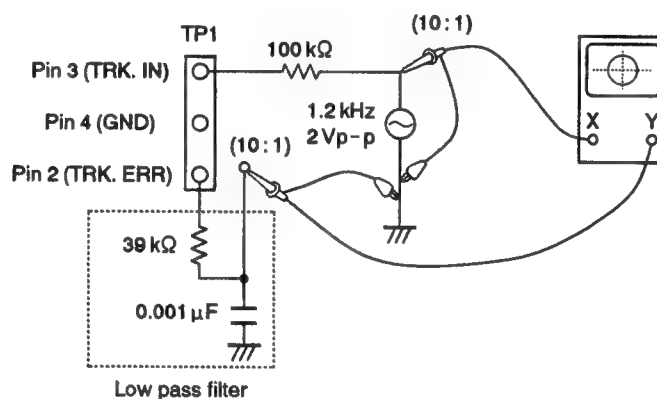 TP1
(10 : 1)
100 kΩ
Pin 3 (TRK. IN)
1.2 kHz
2 Vp-p
X
Y
Pin 4 (GND)
(10 : 1)
Pin 2 (TRK. ERR)
39 kΩ
0.001 µF
Low pass filter